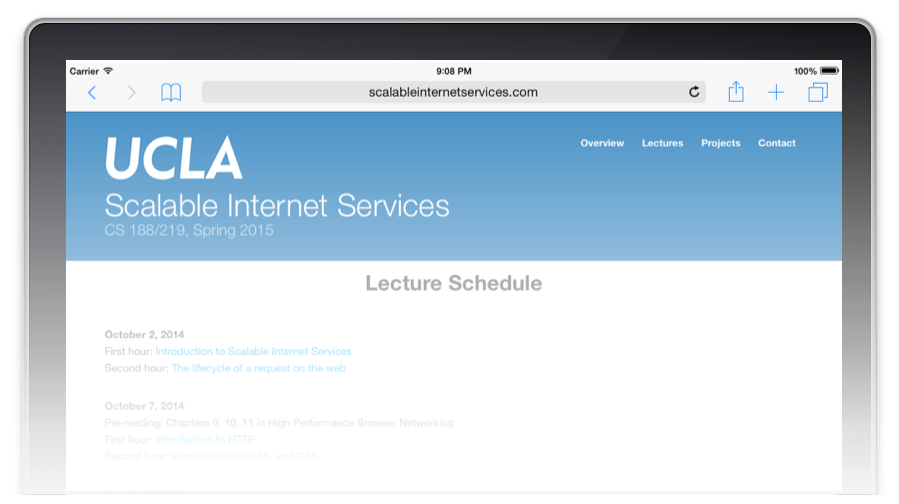 Carrier 9:08 PM 100%
scalableinternetservices.com
UCLA Overview Lectures Projects Contact
Scalable Internet Services
CS 188/219, Spring 2015
Lecture Schedule
October 2, 2014
First hour: Introduction to Scalable Internet Services
Second hour: The lifecycle of a request on the web
October 7, 2014
Pre-reading: Chapters 9, 10, 11 in High Performance Browser Networking
First hour: Introduction to HTTP
Second hour: Introduction to HTML and CSS